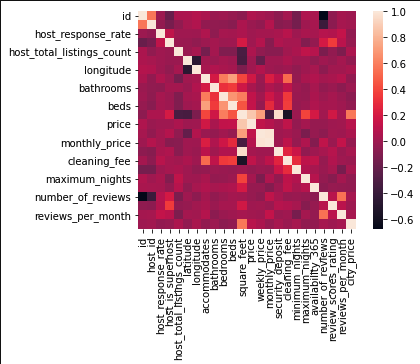 id
host_response_rate
host_total_listings_count
longitude
bathrooms
beds
price
monthly_price
cleaning_fee
maximum_nights
number_of_reviews
reviews_per_month
1.0
0.8
0.6
0.4
0.2
0.0
−0.2
−0.4
−0.6
id
host_id
host_response_rate
host_is_superhost
host_total_listings_count
latitude
longitude
accommodates
bathrooms
bedrooms
beds
square_feet
price
weekly_price
monthly_price
security_deposit
cleaning_fee
minimum_nights
maximum_nights
availability_365
number_of_reviews
review_scores_rating
reviews_per_month
city_price